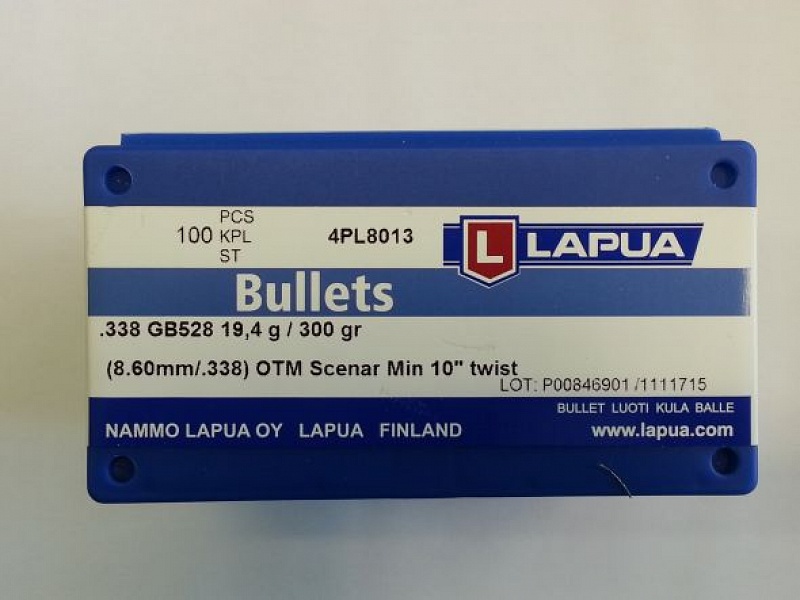 PCS
100 KPL
ST
4PL8013
L LAPUA
Bullets
.338 GB528 19,4 g / 300 gr
(8.60mm/.338) OTM Scenar Min 10" twist
LOT: P00846901 /1111715
BULLET LUOTI KULA BALLE
NAMMO LAPUA OY LAPUA FINLAND
www.lapua.com